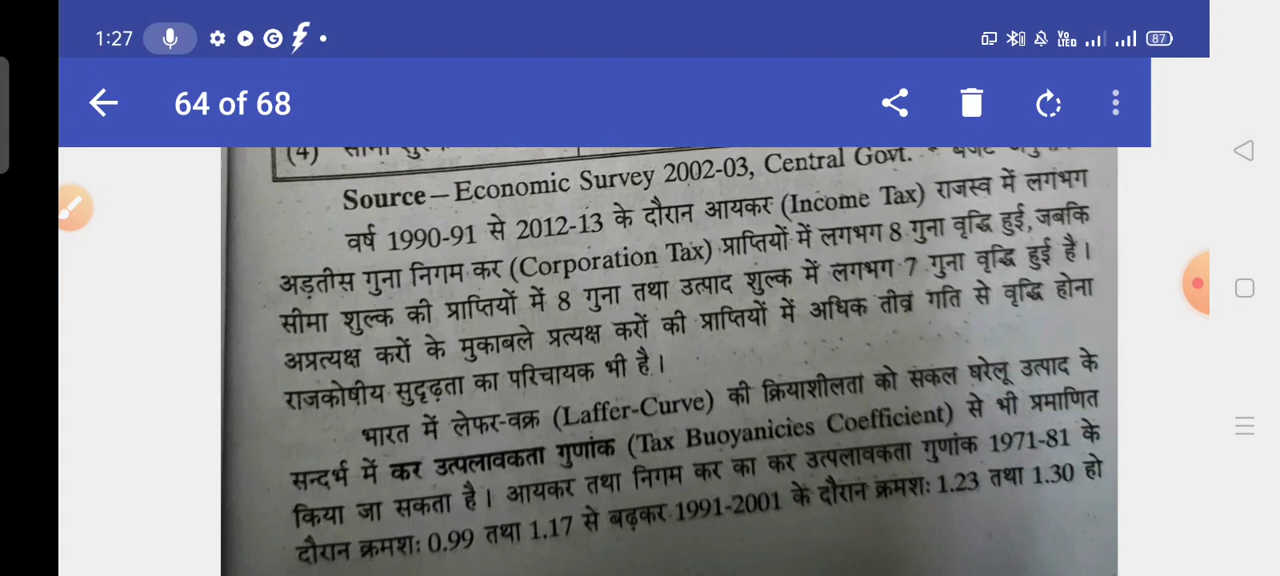 1:27
VoLTE
87
64 of 68
(4)
Source – Economic Survey 2002-03, Central Govt. *
वर्ष 1990-91 से 2012-13 के दौरान आयकर (Income Tax) राजस्व में लगभग
अड़तीस गुना निगम कर (Corporation Tax) प्राप्तियों में लगभग 8 गुना वृद्धि हुई, जबकि
सीमा शुल्क की प्राप्तियों में 8 गुना तथा उत्पाद शुल्क में लगभग 7 गुना वृद्धि हुई है।
अप्रत्यक्ष करों के मुकाबले प्रत्यक्ष करों की प्राप्तियों में अधिक तीव्र गति से वृद्धि होना
राजकोषीय सुदृढ़ता का परिचायक भी है।
भारत में लेफर-वक्र (Laffer-Curve) की क्रियाशीलता को सकल घरेलू उत्पाद के
सन्दर्भ में कर उत्पलावकता गुणांक (Tax Buoyanicies Coefficient) से भी प्रमाणित
किया जा सकता है। आयकर तथा निगम कर का कर उत्पलावकता गुणांक 1971-81 के
दौरान क्रमशः 0.99 तथा 1.17 से बढ़कर 1991-2001 के दौरान क्रमशः 1.23 तथा 1.30 हो